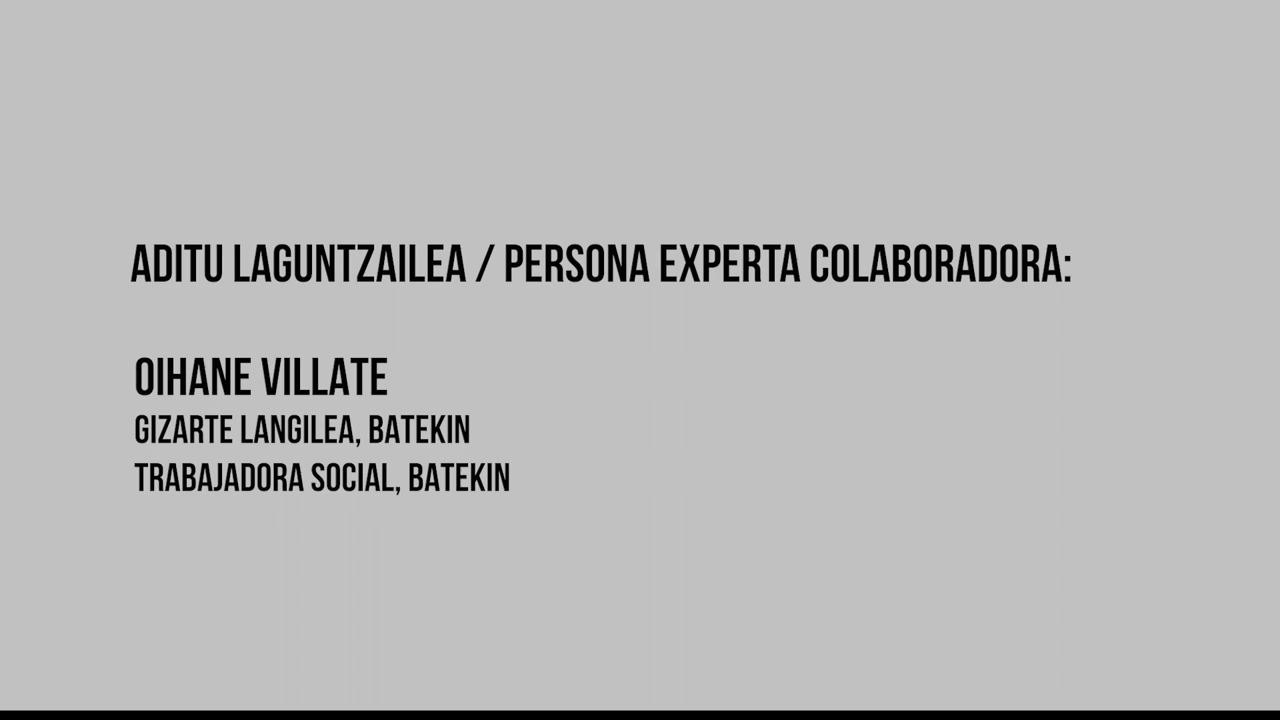 ADITU LAGUNTZAILEA / PERSONA EXPERTA COLABORADORA:
OIHANE VILLATE
GIZARTE LANGILEA, BATEKIN
TRABAJADORA SOCIAL, BATEKIN